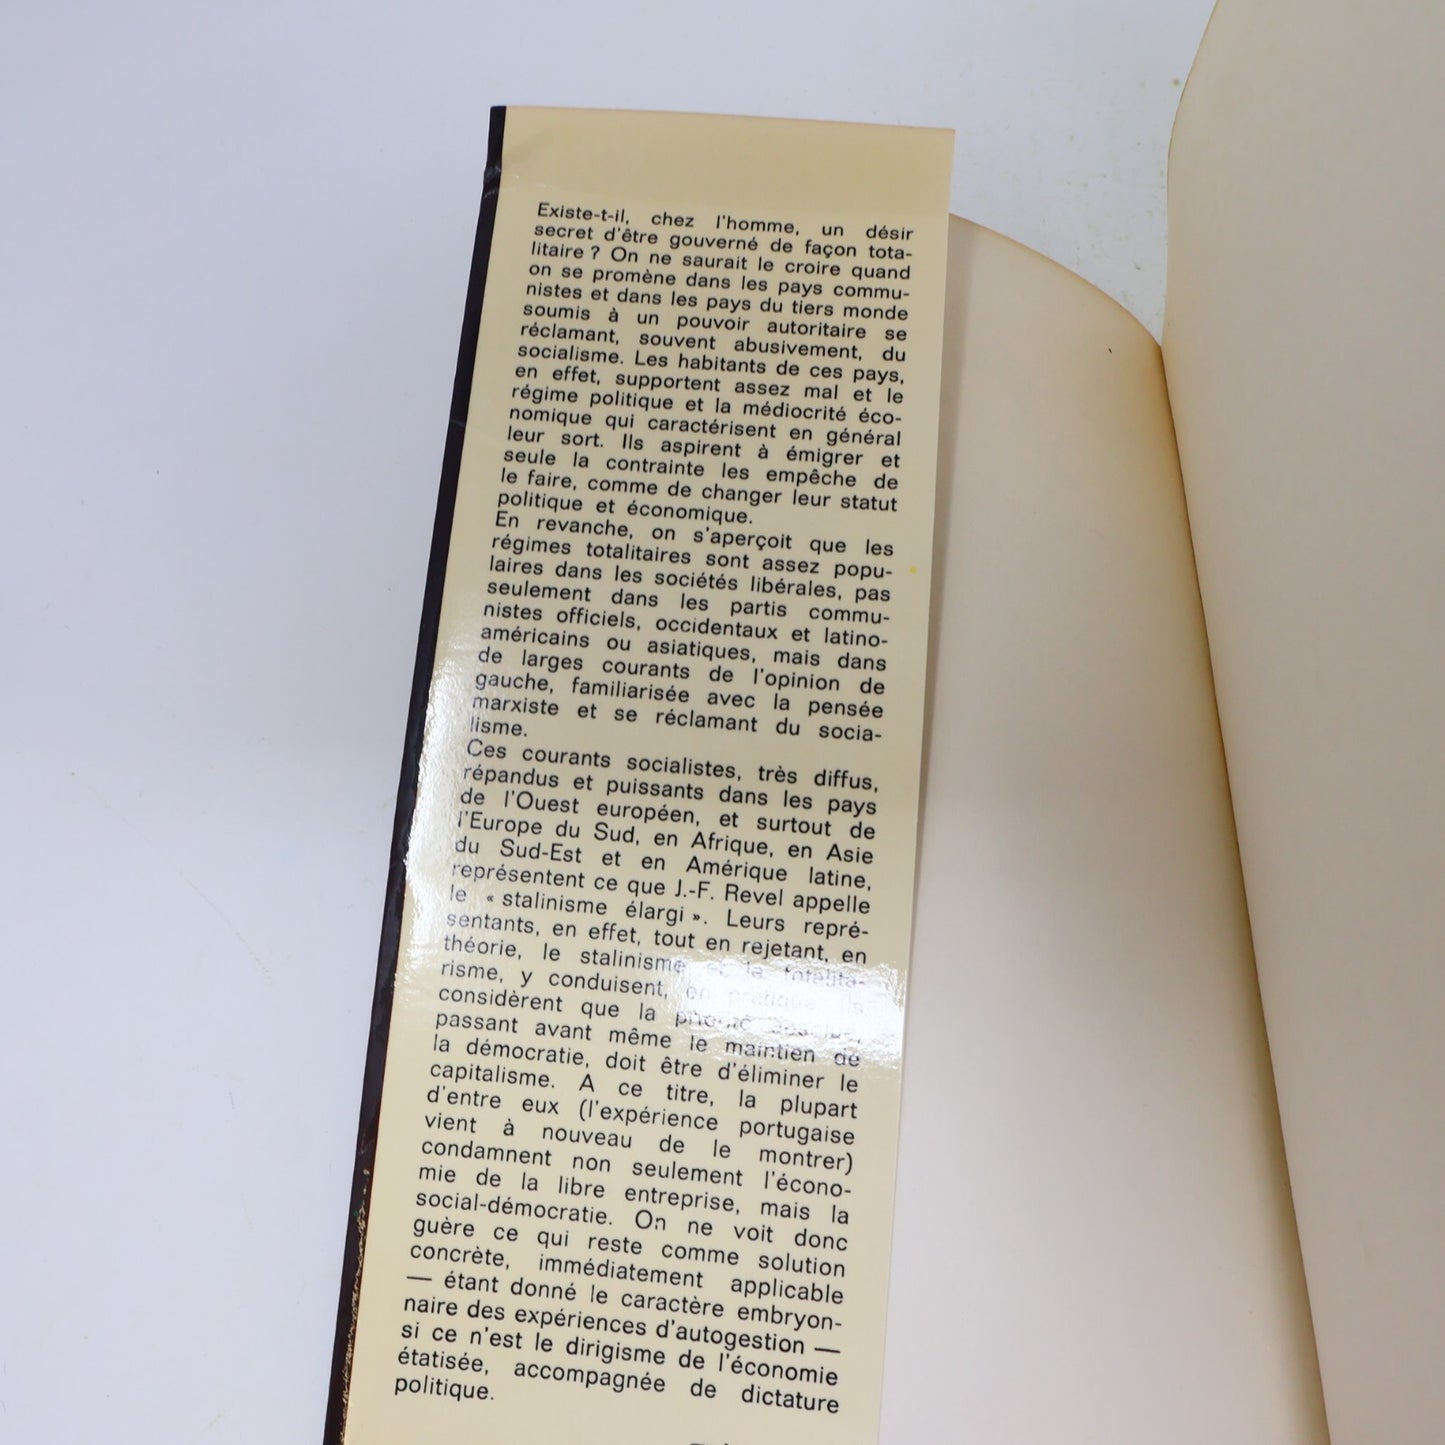 Existe-t-il, chez l'homme, un désir
secret d'être gouverné de façon tota-
litaire ? On ne saurait le croire quand
on se promène dans les pays commu-
nistes et dans les pays du tiers monde
soumis à un pouvoir autoritaire se
réclamant, souvent abusivement, du
socialisme. Les habitants de ces pays,
en effet, supportent assez mal et le
régime politique et la médiocrité éco-
nomique qui caractérisent en général
leur sort. Ils aspirent à émigrer et
seule la contrainte les empêche de
le faire, comme de changer leur statut
politique et économique.
En revanche, on s'aperçoit que les
régimes totalitaires sont assez popu-
laires dans les sociétés libérales, pas
seulement dans les partis commu-
nistes officiels, occidentaux et latino-
américains ou asiatiques, mais dans
de larges courants de l'opinion de
gauche, familiarisée avec la pensée
marxiste et se réclamant du socia-
lisme.
Ces courants socialistes, très diffus,
répandus et puissants dans les pays
de l'Ouest européen, et surtout de
l'Europe du Sud, en Afrique, en Asie
du Sud-Est et en Amérique latine,
représentent ce que J.-F. Revel appelle
le « stalinisme élargi ». Leurs repré-
sentants, en effet, tout en rejetant, en
théorie, le stalinisme et le totalita-
risme, y conduisent, en pratique. Ils
considèrent que la priorité absolue,
passant avant même le maintien de
la démocratie, doit être d'éliminer le
capitalisme. A ce titre, la plupart
d'entre eux (l'expérience portugaise
vient à nouveau de le montrer)
condamnent non seulement l'écono-
mie de la libre entreprise, mais la
social-démocratie. On ne voit donc
guère ce qui reste comme solution
concrète, immédiatement applicable
— étant donné le caractère embryon-
naire des expériences d'autogestion —
si ce n'est le dirigisme de l'économie
étatisée, accompagnée de dictature
politique.